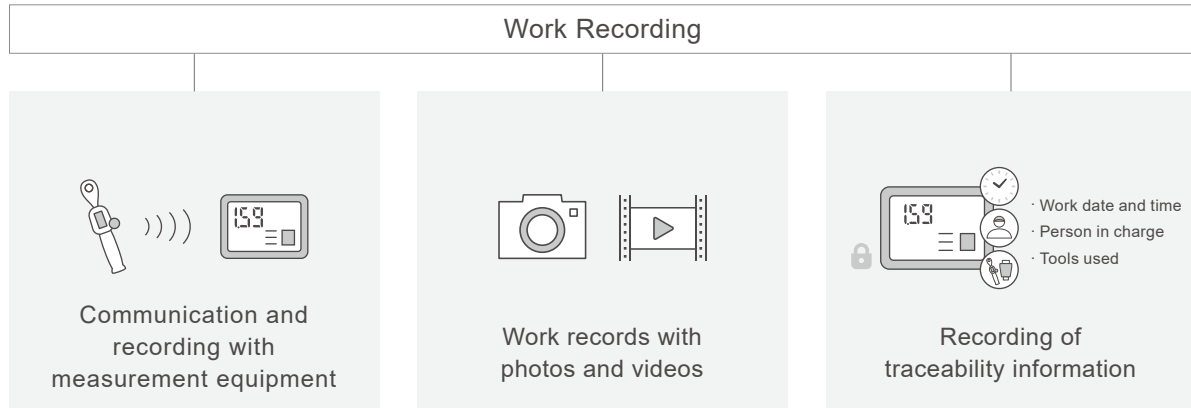 Work Recording
159
Communication and
recording with
measurement equipment
Work records with
photos and videos
159
· Work date and time
· Person in charge
· Tools used
Recording of
traceability information